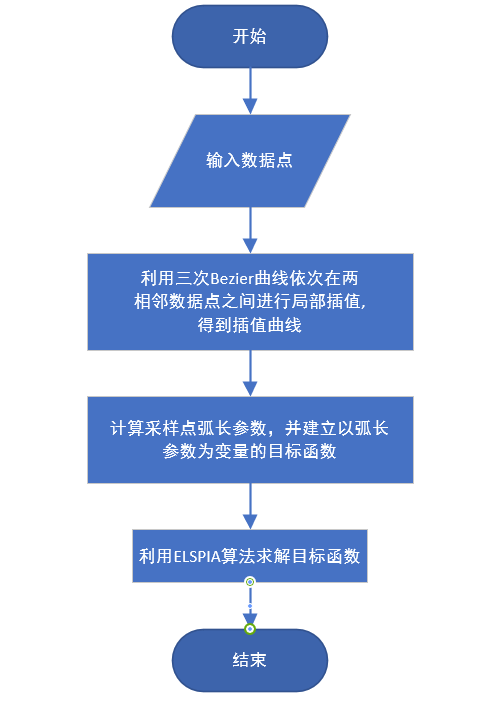 开始
输入数据点
利用三次Bezier曲线依次在两
相邻数据点之间进行局部插值,
得到插值曲线
计算采样点弧长参数，并建立以弧长
参数为变量的目标函数
利用ELSPIA算法求解目标函数
结束